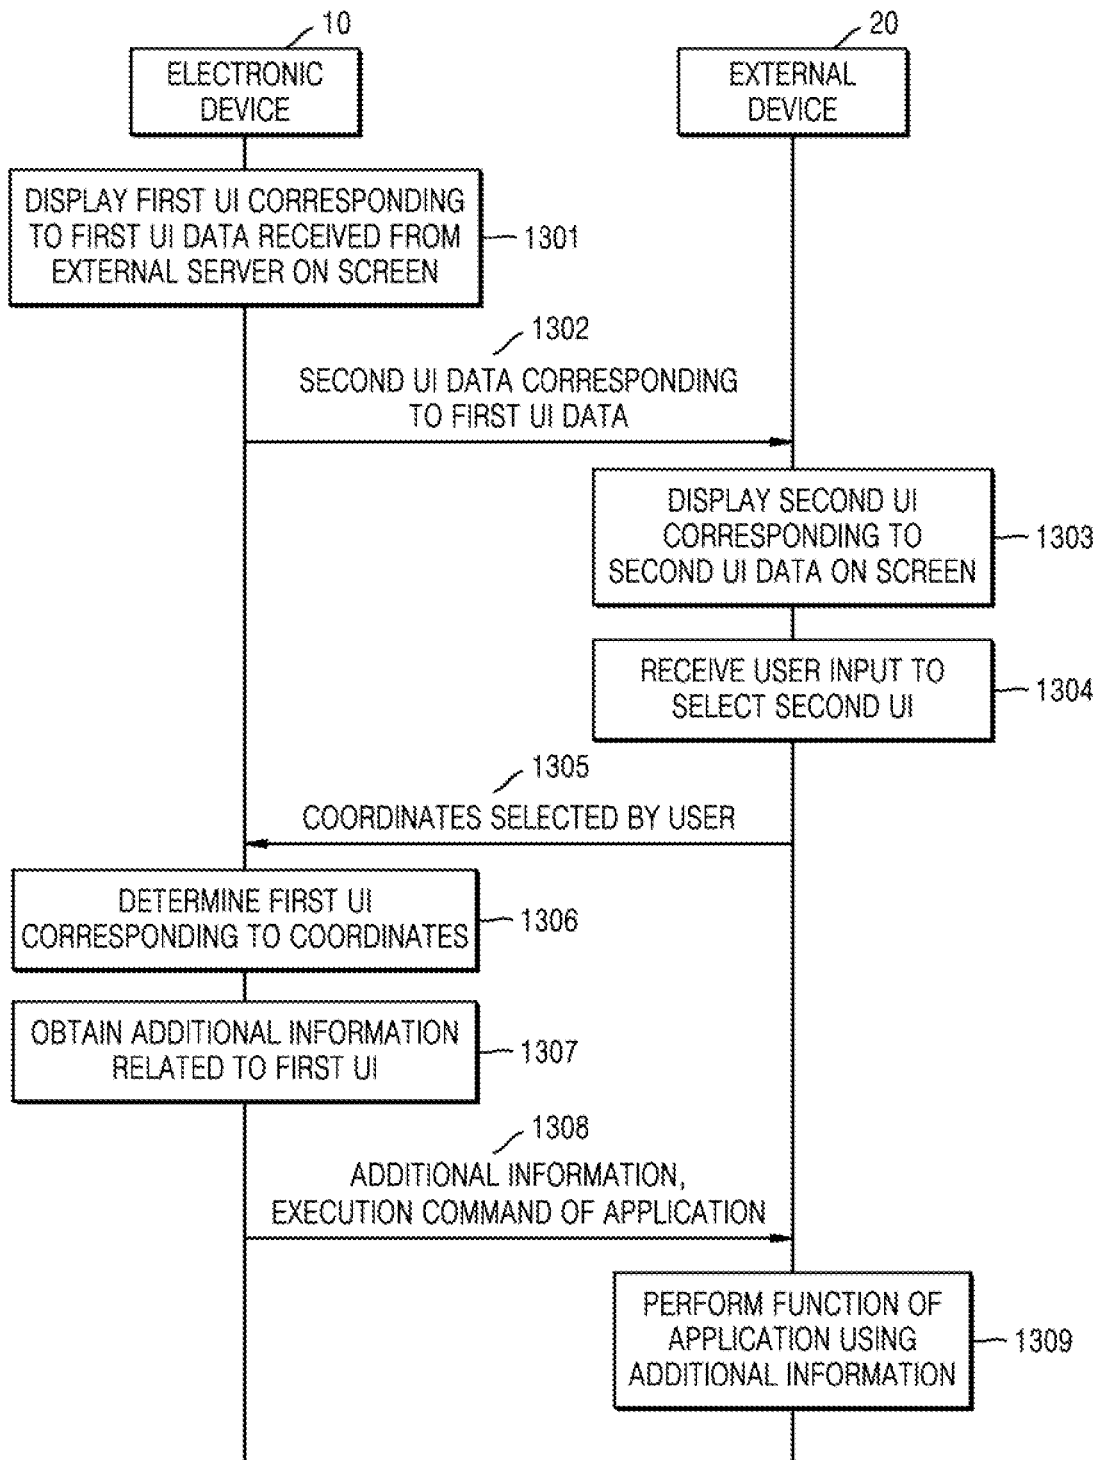 10
20
ELECTRONIC
DEVICE
EXTERNAL
DEVICE
DISPLAY FIRST UI CORRESPONDING
TO FIRST UI DATA RECEIVED FROM
EXTERNAL SERVER ON SCREEN
1301
1302
SECOND UI DATA CORRESPONDING
TO FIRST UI DATA
DISPLAY SECOND UI
CORRESPONDING TO
SECOND UI DATA ON SCREEN
1303
RECEIVE USER INPUT TO
SELECT SECOND UI
1304
1305
COORDINATES SELECTED BY USER
DETERMINE FIRST UI
CORRESPONDING TO COORDINATES
1306
OBTAIN ADDITIONAL INFORMATION
RELATED TO FIRST UI
1307
1308
ADDITIONAL INFORMATION,
EXECUTION COMMAND OF APPLICATION
PERFORM FUNCTION OF
APPLICATION USING
ADDITIONAL INFORMATION
1309